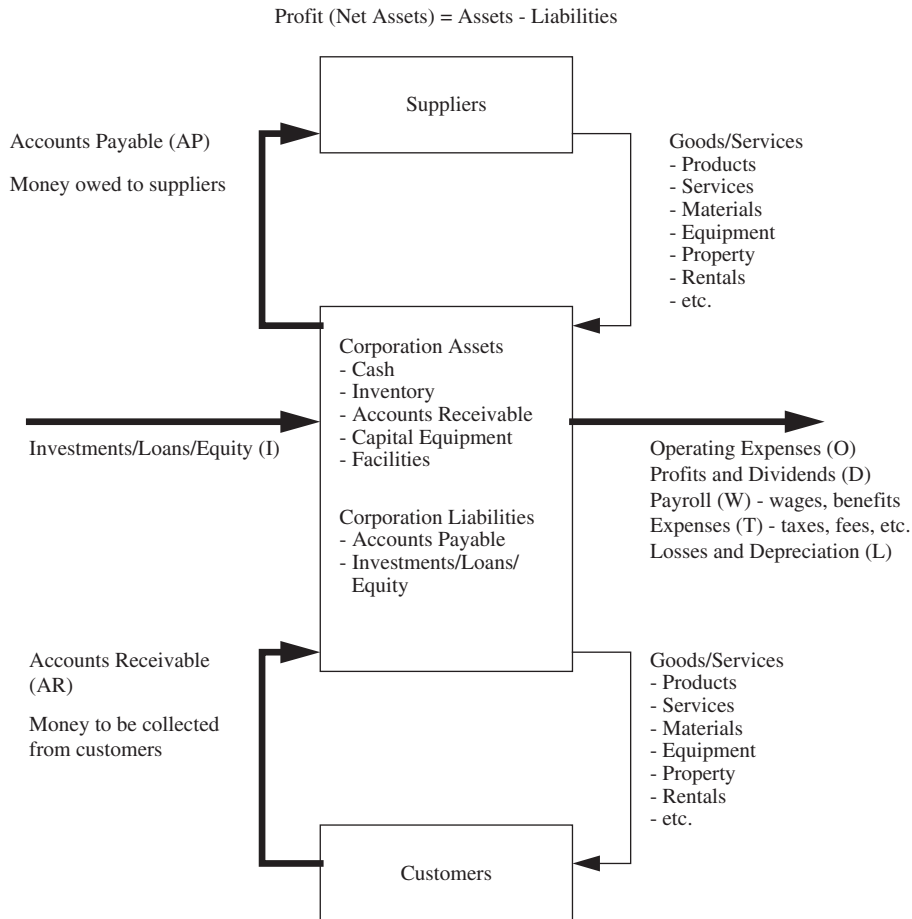 Profit (Net Assets) = Assets - Liabilities
Suppliers
Accounts Payable (AP)
Money owed to suppliers
Goods/Services
- Products
- Services
- Materials
- Equipment
- Property
- Rentals
- etc.
Corporation Assets
- Cash
- Inventory
- Accounts Receivable
- Capital Equipment
- Facilities
Corporation Liabilities
- Accounts Payable
- Investments/Loans/
Equity
Investments/Loans/Equity (I)
Operating Expenses (O)
Profits and Dividends (D)
Payroll (W) - wages, benefits
Expenses (T) - taxes, fees, etc.
Losses and Depreciation (L)
Accounts Receivable
(AR)
Money to be collected
from customers
Goods/Services
- Products
- Services
- Materials
- Equipment
- Property
- Rentals
- etc.
Customers